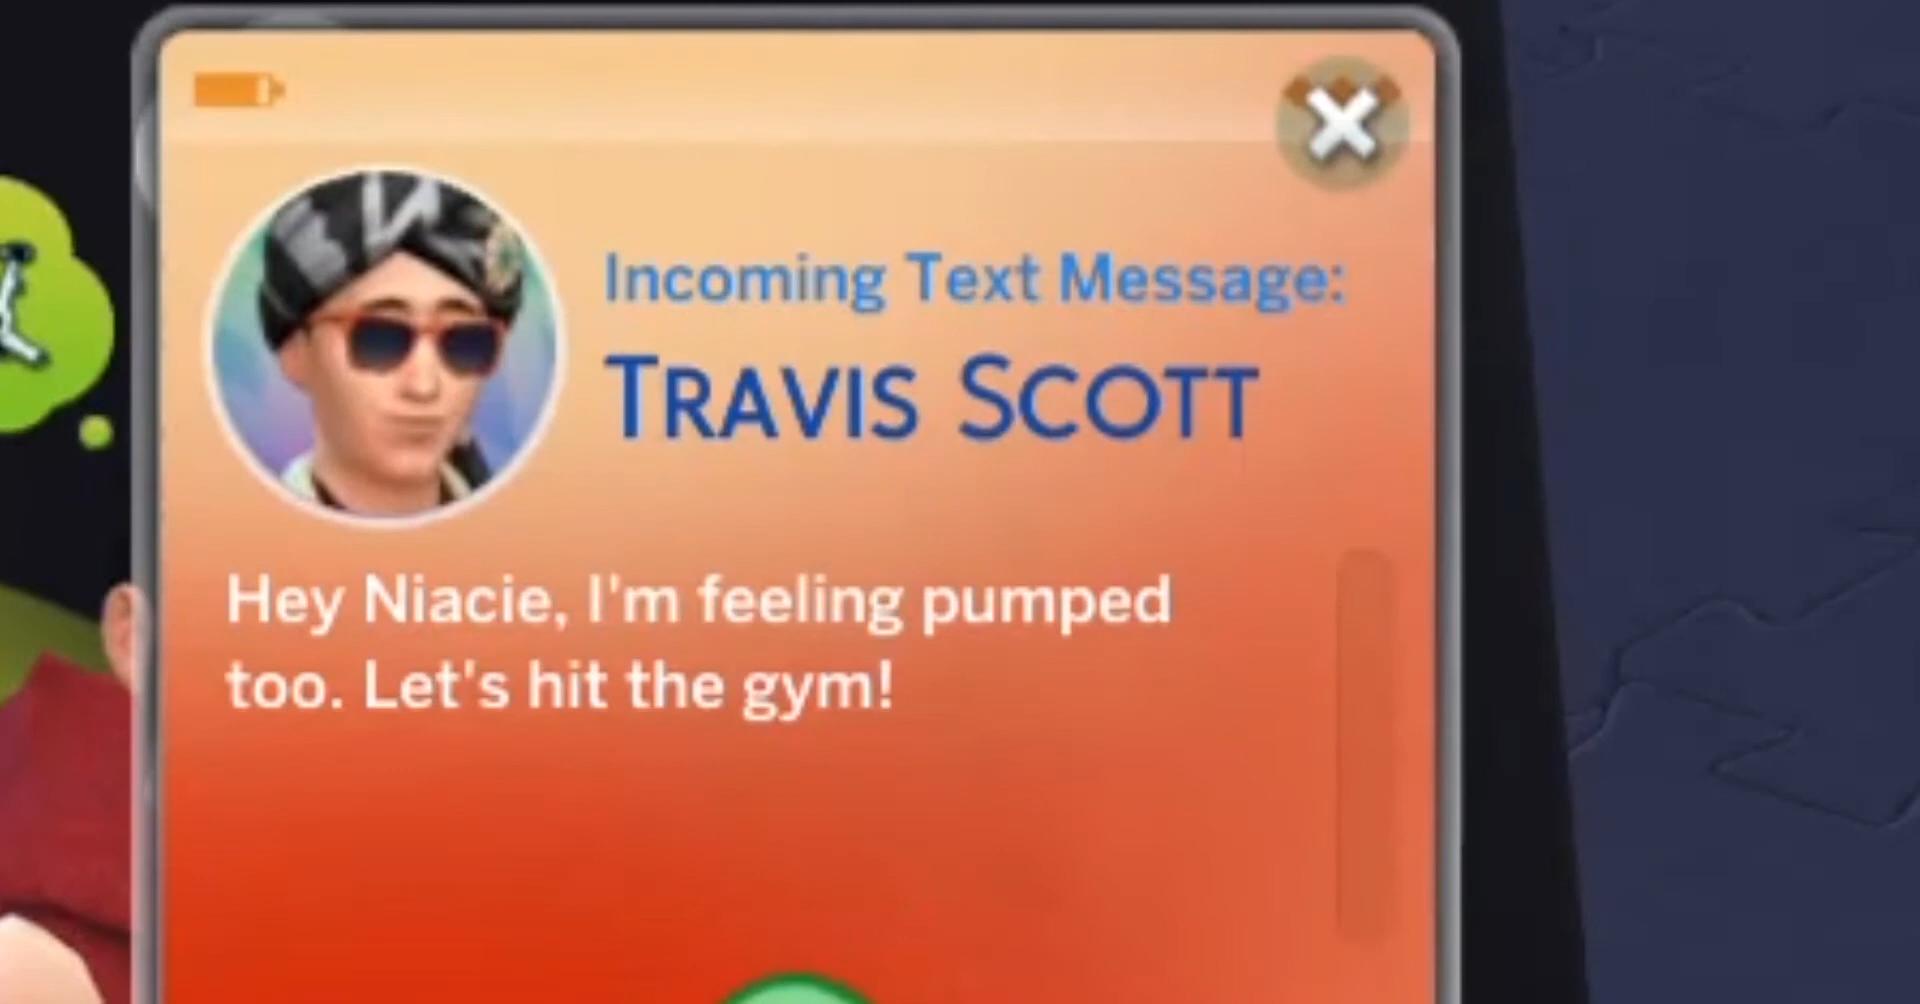 Incoming Text Message:
TRAVIS SCOTT
Hey Niacie, I'm feeling pumped
too. Let's hit the gym!